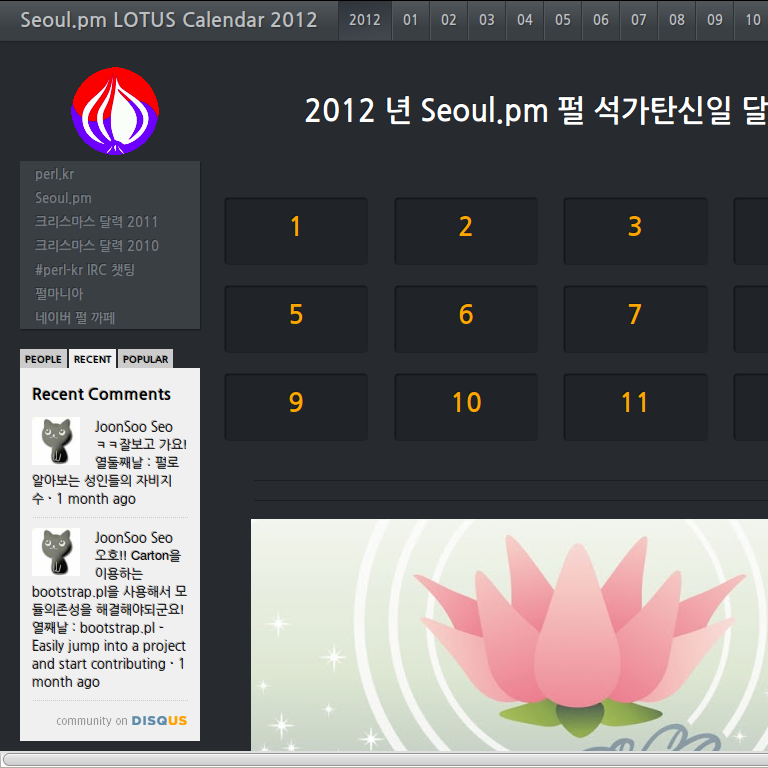 Seoul.pm LOTUS Calendar 2012 2012 01 02 03 04 05 06 07 08 09 10
2012 년 Seoul.pm 펄 석가탄신일 달
perl.kr
Seoul.pm
크리스마스 달력 2011
크리스마스 달력 2010
#perl-kr IRC 챗팅
펄마니아
네이버 펄 까페
1 2 3
5 6 7
9 10 11
PEOPLE RECENT POPULAR
Recent Comments
JoonSoo Seo
ㅋㅋ잘보고 가요!
열둘째날 : 펄로
알아보는 성인들의 자비지
수 · 1 month ago
JoonSoo Seo
오호!! Carton을
이용하는
bootstrap.pl을 사용해서 모
듈의존성을 해결해야되군요!
열째날 : bootstrap.pl -
Easily jump into a project
and start contributing · 1
month ago
community on DISQUS